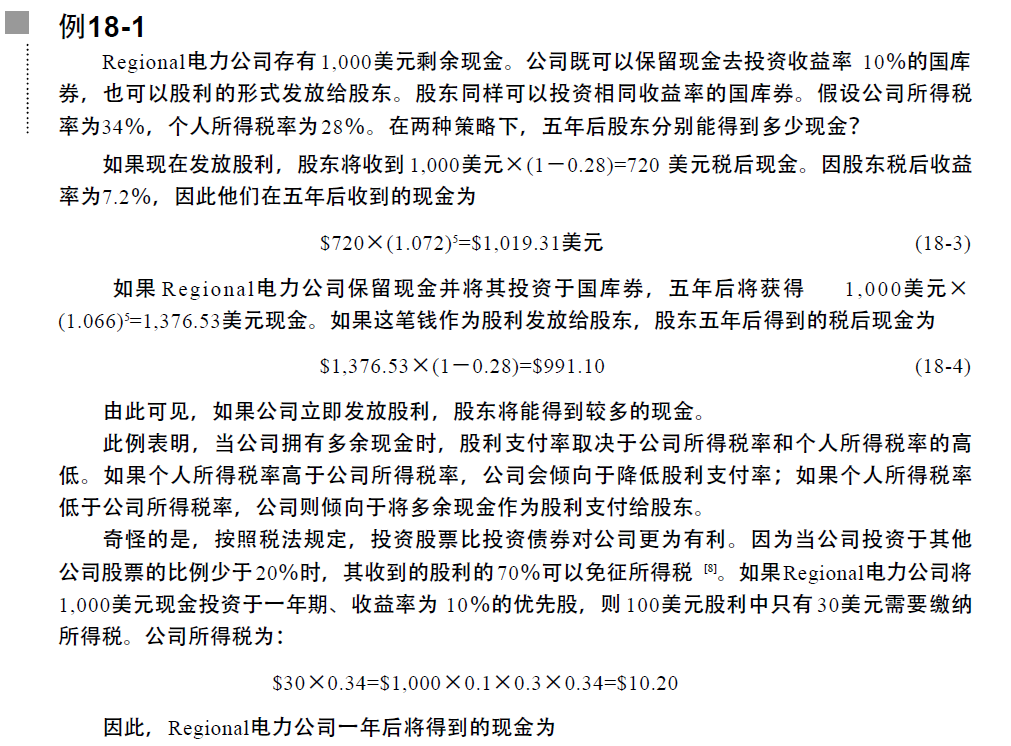 例18-1
Regional电力公司存有1,000美元剩余现金。公司既可以保留现金去投资收益率 10%的国库
券，也可以股利的形式发放给股东。股东同样可以投资相同收益率的国库券。假设公司所得税
率为34%，个人所得税率为28%。在两种策略下，五年后股东分别能得到多少现金？
如果现在发放股利，股东将收到1,000美元×(1－0.28)=720 美元税后现金。因股东税后收益
率为7.2%，因此他们在五年后收到的现金为
$720×(1.072)⁵=$1,019.31美元 (18-3)
如果Regional电力公司保留现金并将其投资于国库券，五年后将获得 1,000美元×
(1.066)⁵=1,376.53美元现金。如果这笔钱作为股利发放给股东，股东五年后得到的税后现金为
$1,376.53×(1－0.28)=$991.10 (18-4)
由此可见，如果公司立即发放股利，股东将能得到较多的现金。
此例表明，当公司拥有多余现金时，股利支付率取决于公司所得税率和个人所得税率的高
低。如果个人所得税率高于公司所得税率，公司会倾向于降低股利支付率；如果个人所得税率
低于公司所得税率，公司则倾向于将多余现金作为股利支付给股东。
奇怪的是，按照税法规定，投资股票比投资债券对公司更为有利。因为当公司投资于其他
公司股票的比例少于20%时，其收到的股利的70%可以免征所得税 [8]。如果Regional电力公司将
1,000美元现金投资于一年期、收益率为 10%的优先股，则100美元股利中只有30美元需要缴纳
所得税。公司所得税为：
$30×0.34=$1,000×0.1×0.3×0.34=$10.20
因此，Regional电力公司一年后将得到的现金为